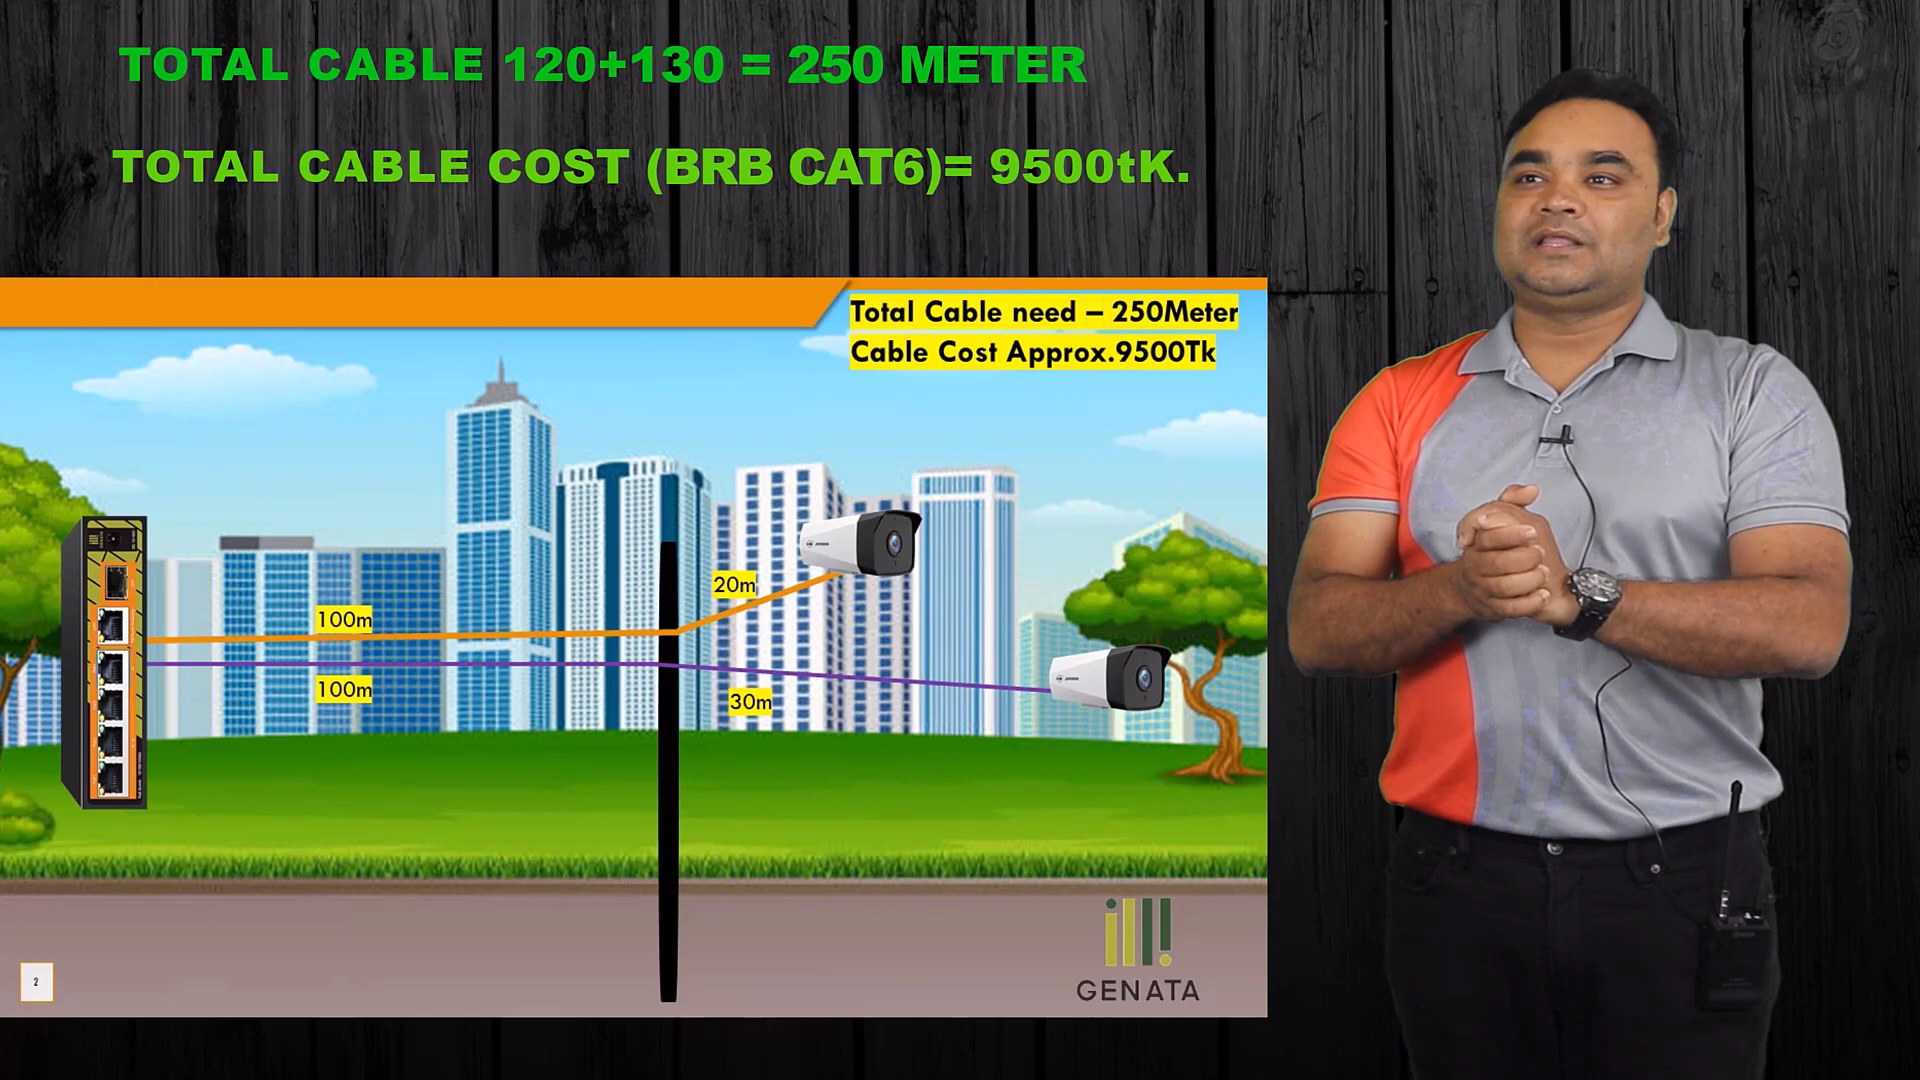 TOTAL CABLE 120+130 = 250 METER
TOTAL CABLE COST (BRB CAT6)= 9500tK.
Total Cable need – 250Meter
Cable Cost Approx.9500Tk
20m
100m
100m
30m
GENATA
2